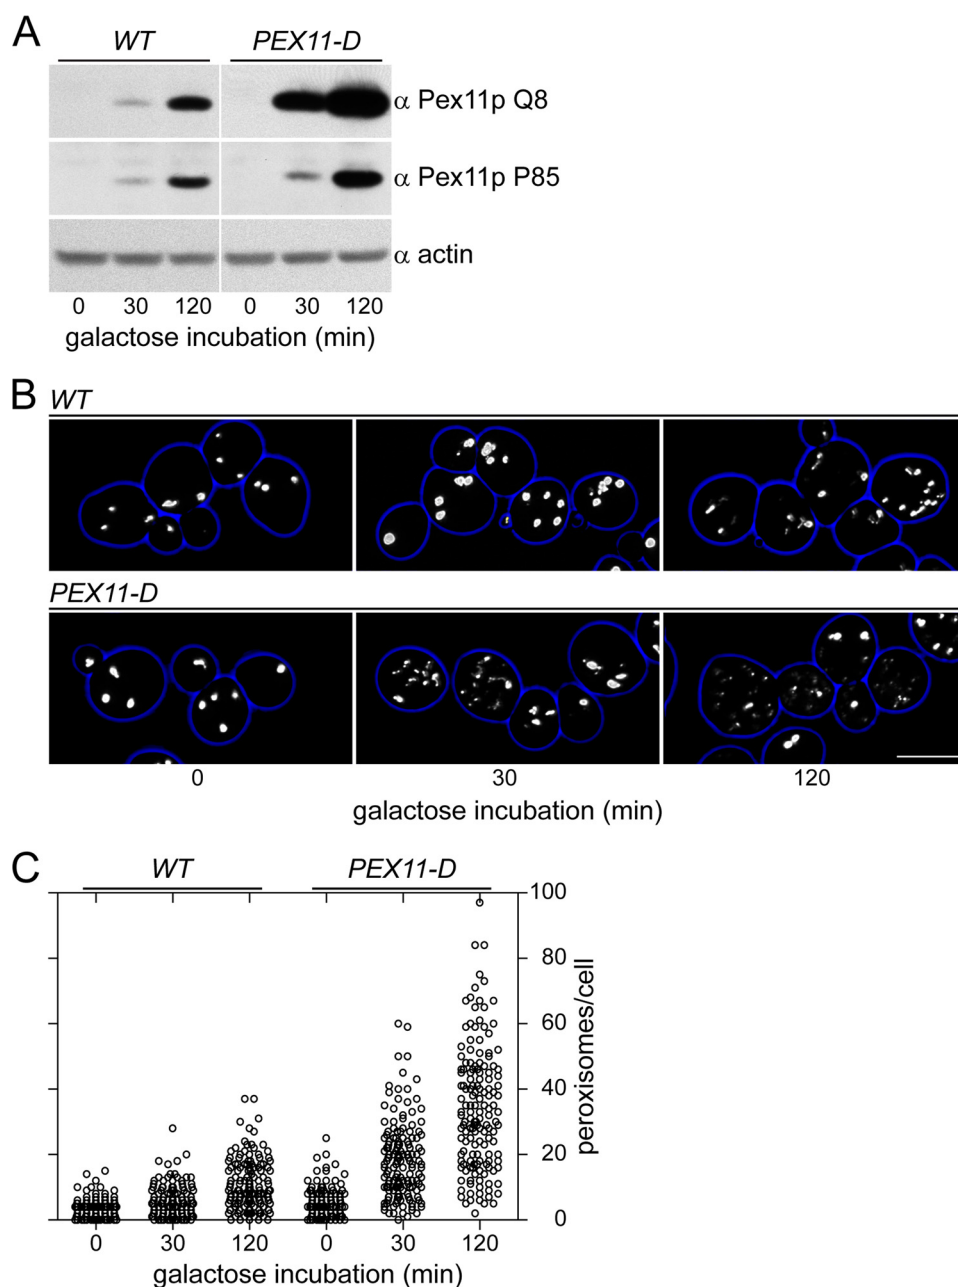 A
WT PEX11-D
α Pex11p Q8
α Pex11p P85
α actin
0 30 120 0 30 120
galactose incubation (min)
B
WT
PEX11-D
0 30 120
galactose incubation (min)
C
WT PEX11-D
100
80
60
40
20
0
peroxisomes/cell
0 30 120 0 30 120
galactose incubation (min)